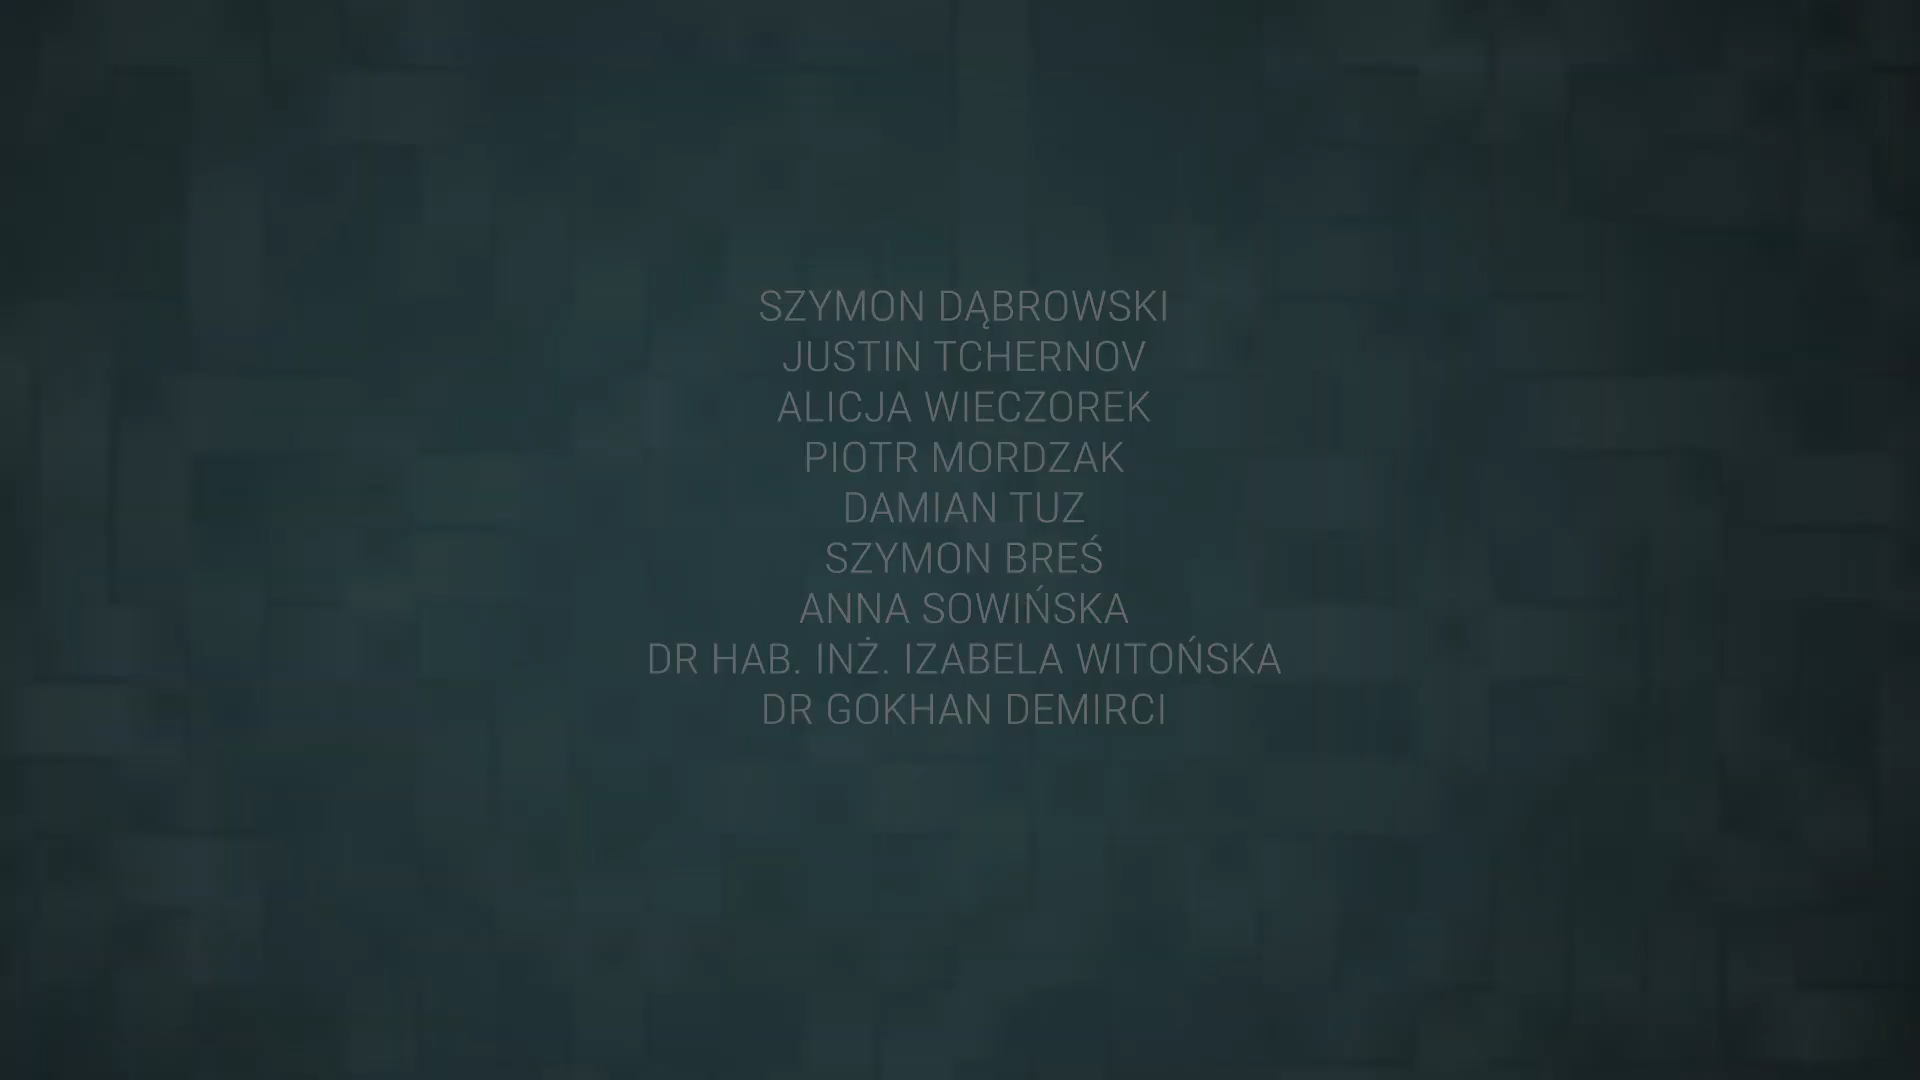 SZYMON DĄBROWSKI
JUSTIN TCHERNOV
ALICJA WIECZOREK
PIOTR MORDZAK
DAMIAN TUZ
SZYMON BREŚ
ANNA SOWIŃSKA
DR HAB. INŻ. IZABELA WITOŃSKA
DR GOKHAN DEMIRCI